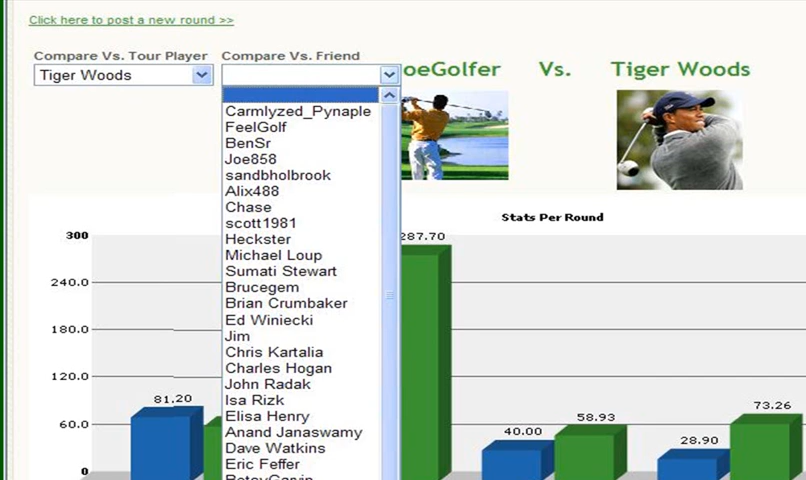 Click here to post a new round >>
Compare Vs. Tour Player
Compare Vs. Friend
Tiger Woods
oeGolfer Vs. Tiger Woods
Carmlyzed_Pynaple
FeelGolf
BenSr
Joe858
sandbholbrook
Alix488
Chase
scott1981
Heckster
Michael Loup
Sumati Stewart
Brucegem
Brian Crumbaker
Ed Winiecki
Jim
Chris Kartalia
Charles Hogan
John Radak
Isa Rizk
Elisa Henry
Anand Janaswamy
Dave Watkins
Eric Feffer
Stats Per Round
300
240.0
180.0
120.0
60.0
0
81.20
287.70
40.00
58.93
28.90
73.26